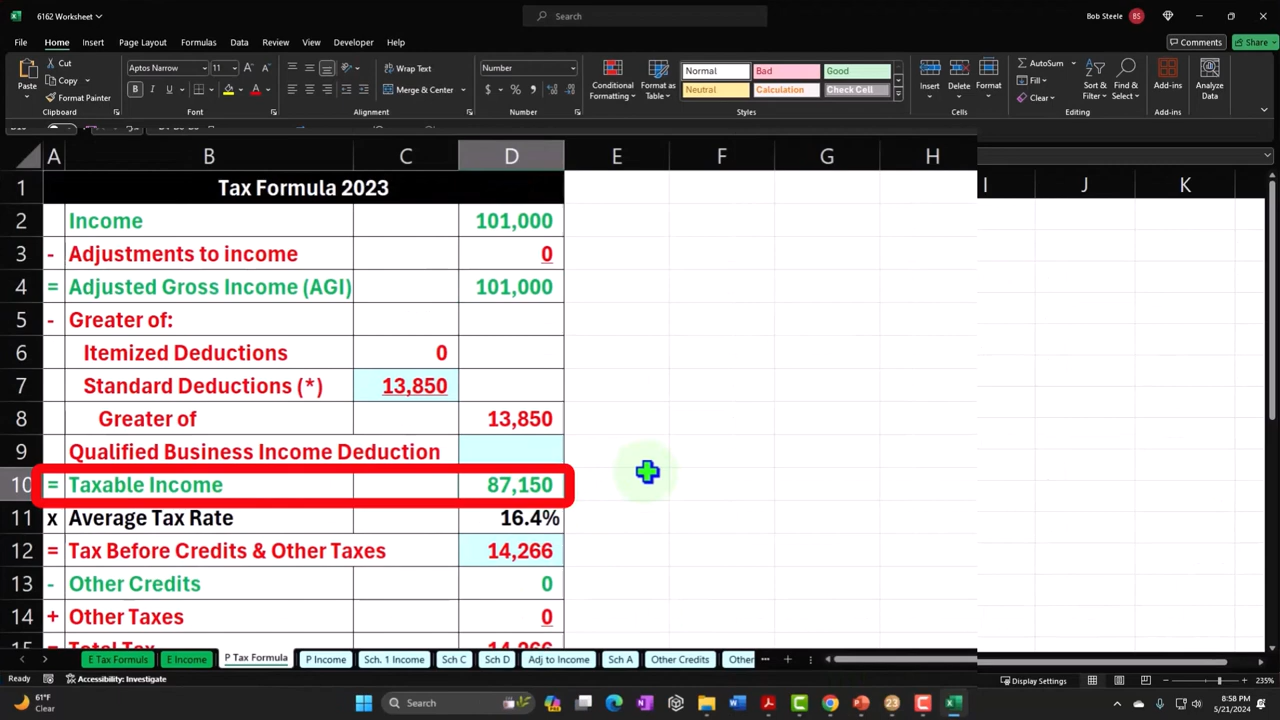 6162 Worksheet
Search
Bob Steele
BS
File Home Insert Page Layout Formulas Data Review View Developer Help
Comments
Share
Paste
Cut
Copy
Format Painter
Clipboard
Aptos Narrow 11
Font
Wrap Text
Merge & Center
Alignment
Number
Number
Conditional Formatting
Format as Table
Normal Bad Good
Neutral Calculation Check Cell
Styles
Insert Delete Format
Cells
AutoSum
Clear
Sort & Filter
Find & Select
Editing
Add-ins
Add-ins
Analyze Data
A B C D E F G H I J K
1 Tax Formula 2023
2 Income 101,000
3 - Adjustments to income 0
4 = Adjusted Gross Income (AGI) 101,000
5 - Greater of:
6 Itemized Deductions 0
7 Standard Deductions (*) 13,850
8 Greater of 13,850
9 Qualified Business Income Deduction
10 = Taxable Income 87,150
11 x Average Tax Rate 16.4%
12 = Tax Before Credits & Other Taxes 14,266
13 - Other Credits 0
14 + Other Taxes 0
15 = Total Tax 14,266
E Tax Formuls E Income P Tax Formula P Income Sch. 1 Income Sch C Sch D Adj to Income Sch A Other Credits Other
Ready Accessibility: Investigate Display Settings 235%
61°F
Clear
Search
8:58 PM
5/21/2024